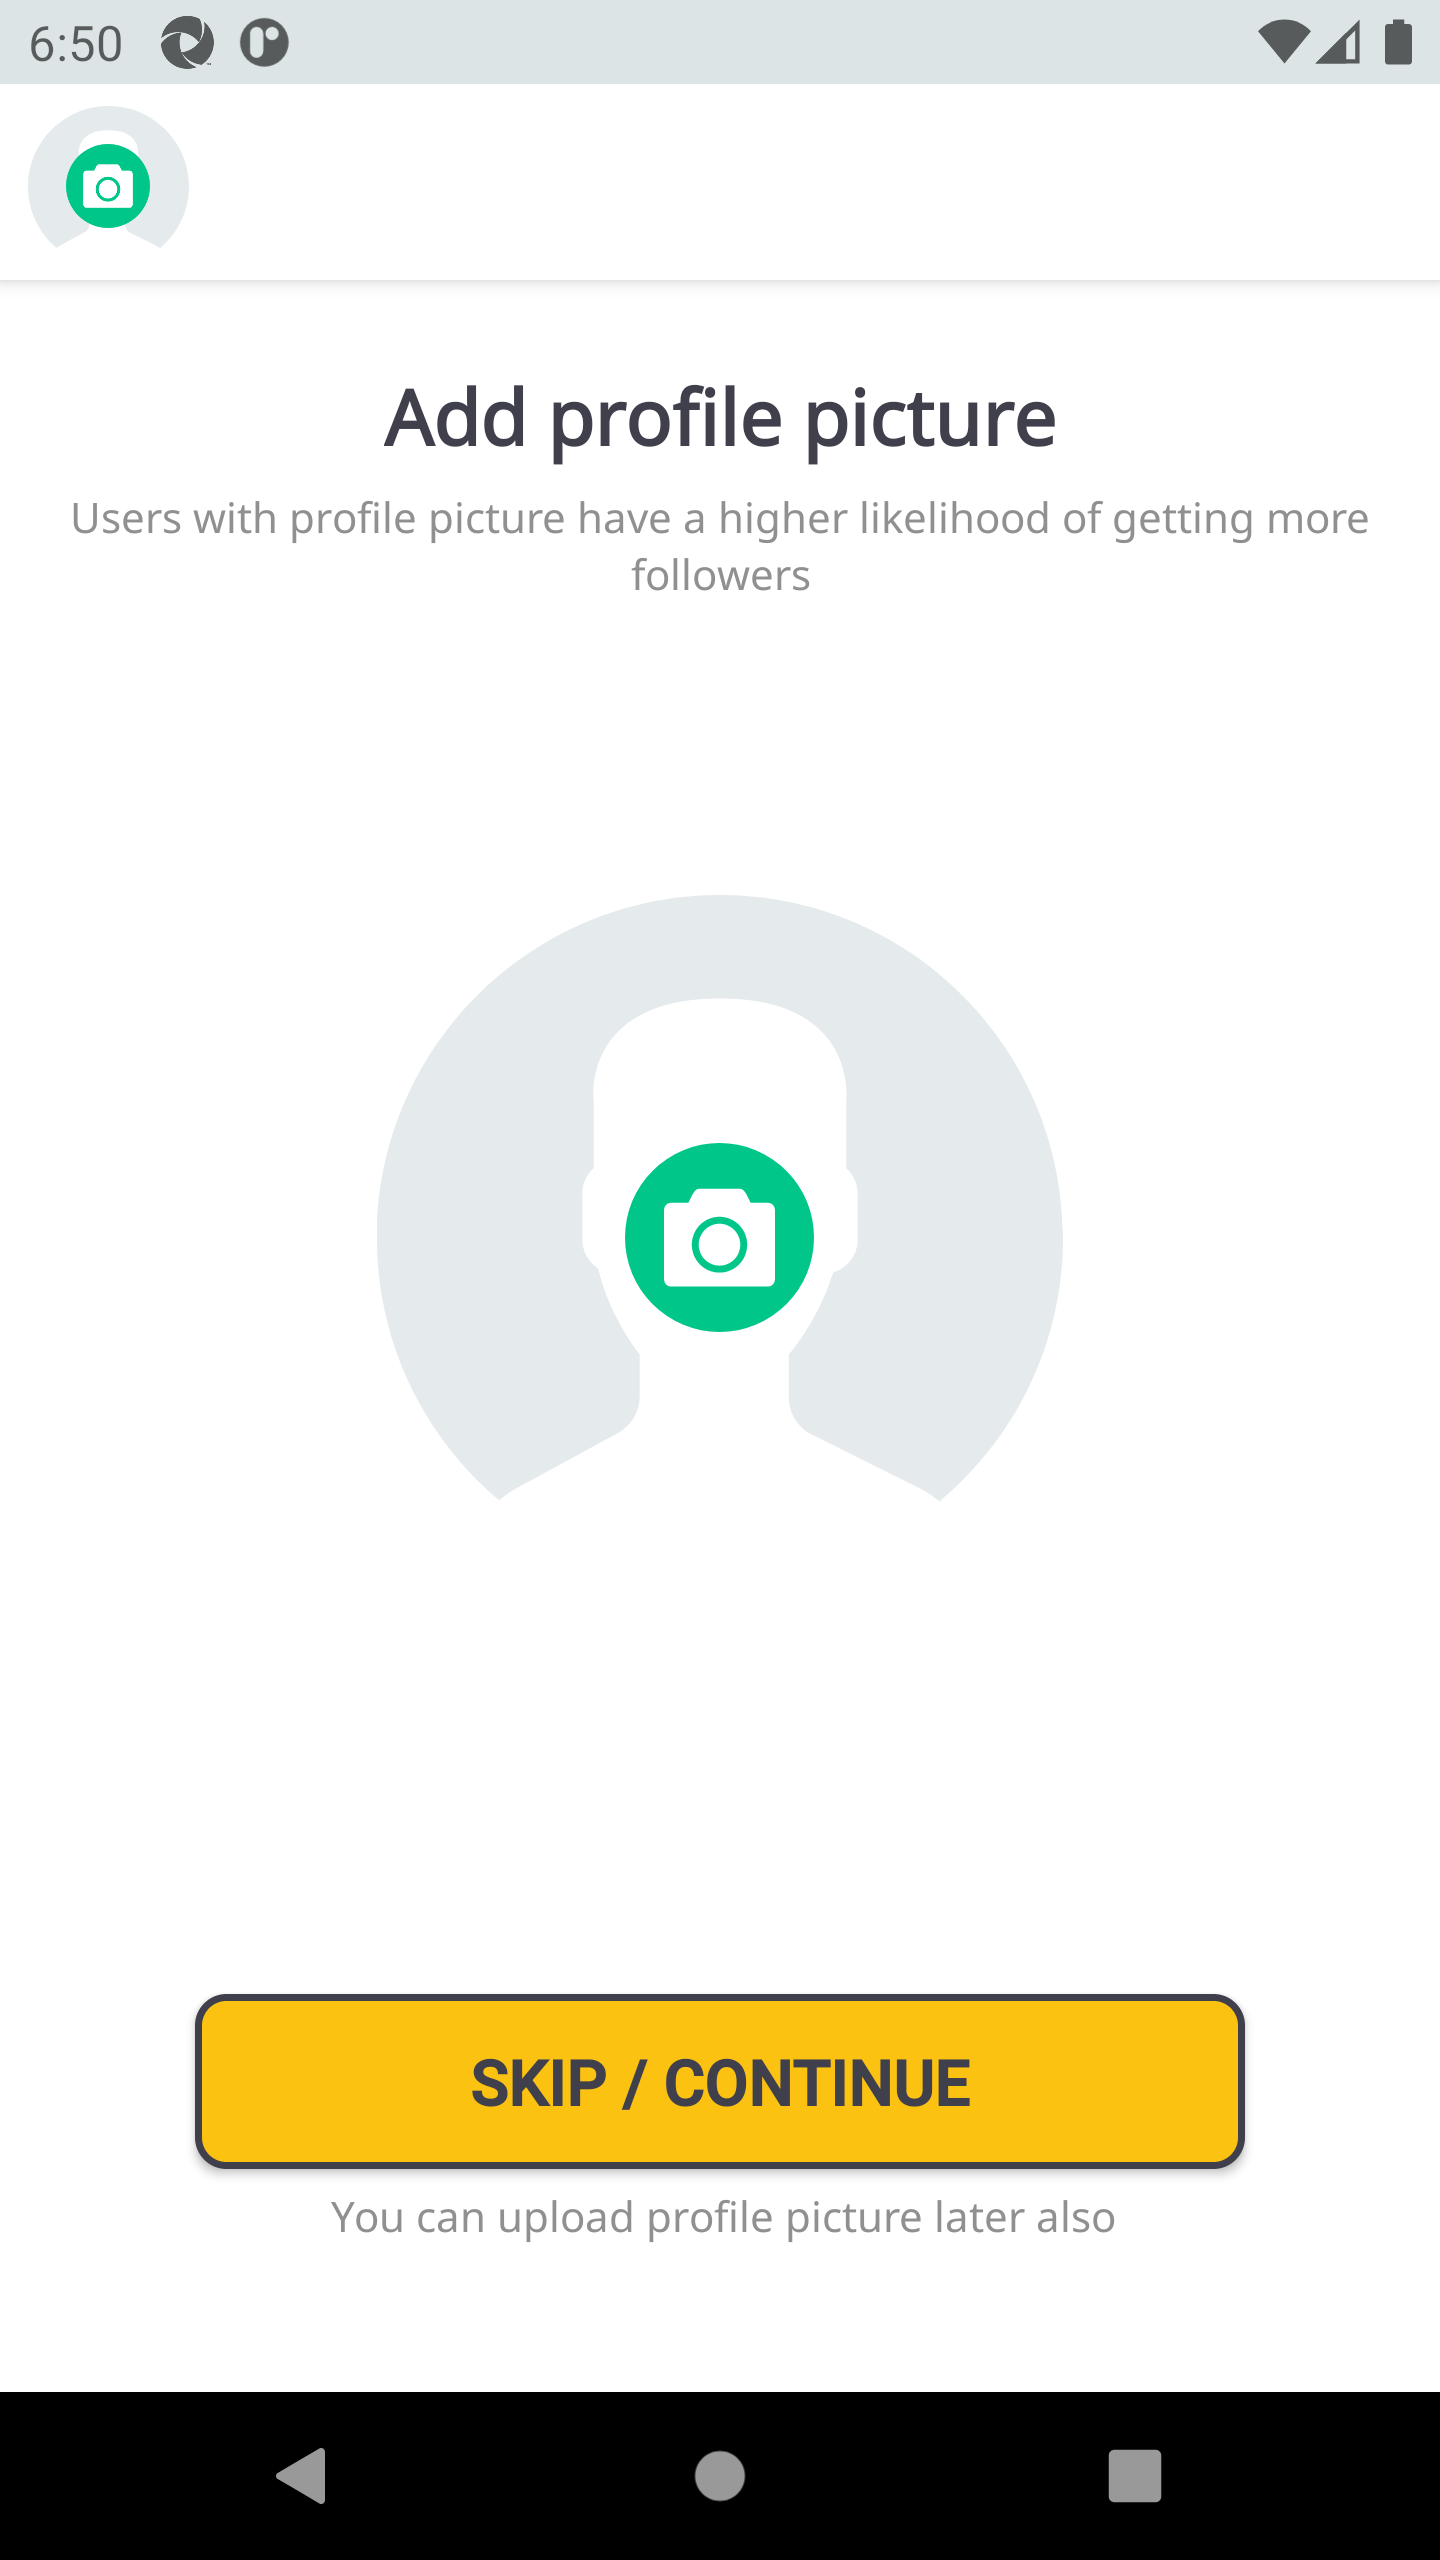 6:50
Add profile picture
Users with profile picture have a higher likelihood of getting more
followers
SKIP / CONTINUE
You can upload profile picture later also